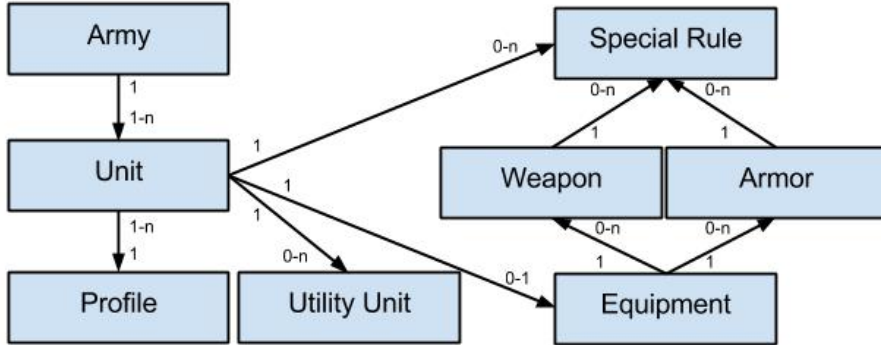 Army
Special Rule
0-n
1
0-n
0-n
1-n
1
1
1
Unit
Weapon
Armor
1
1
1-n
0-n
0-n
1
0-n
0-1
1
1
Profile
Utility Unit
Equipment